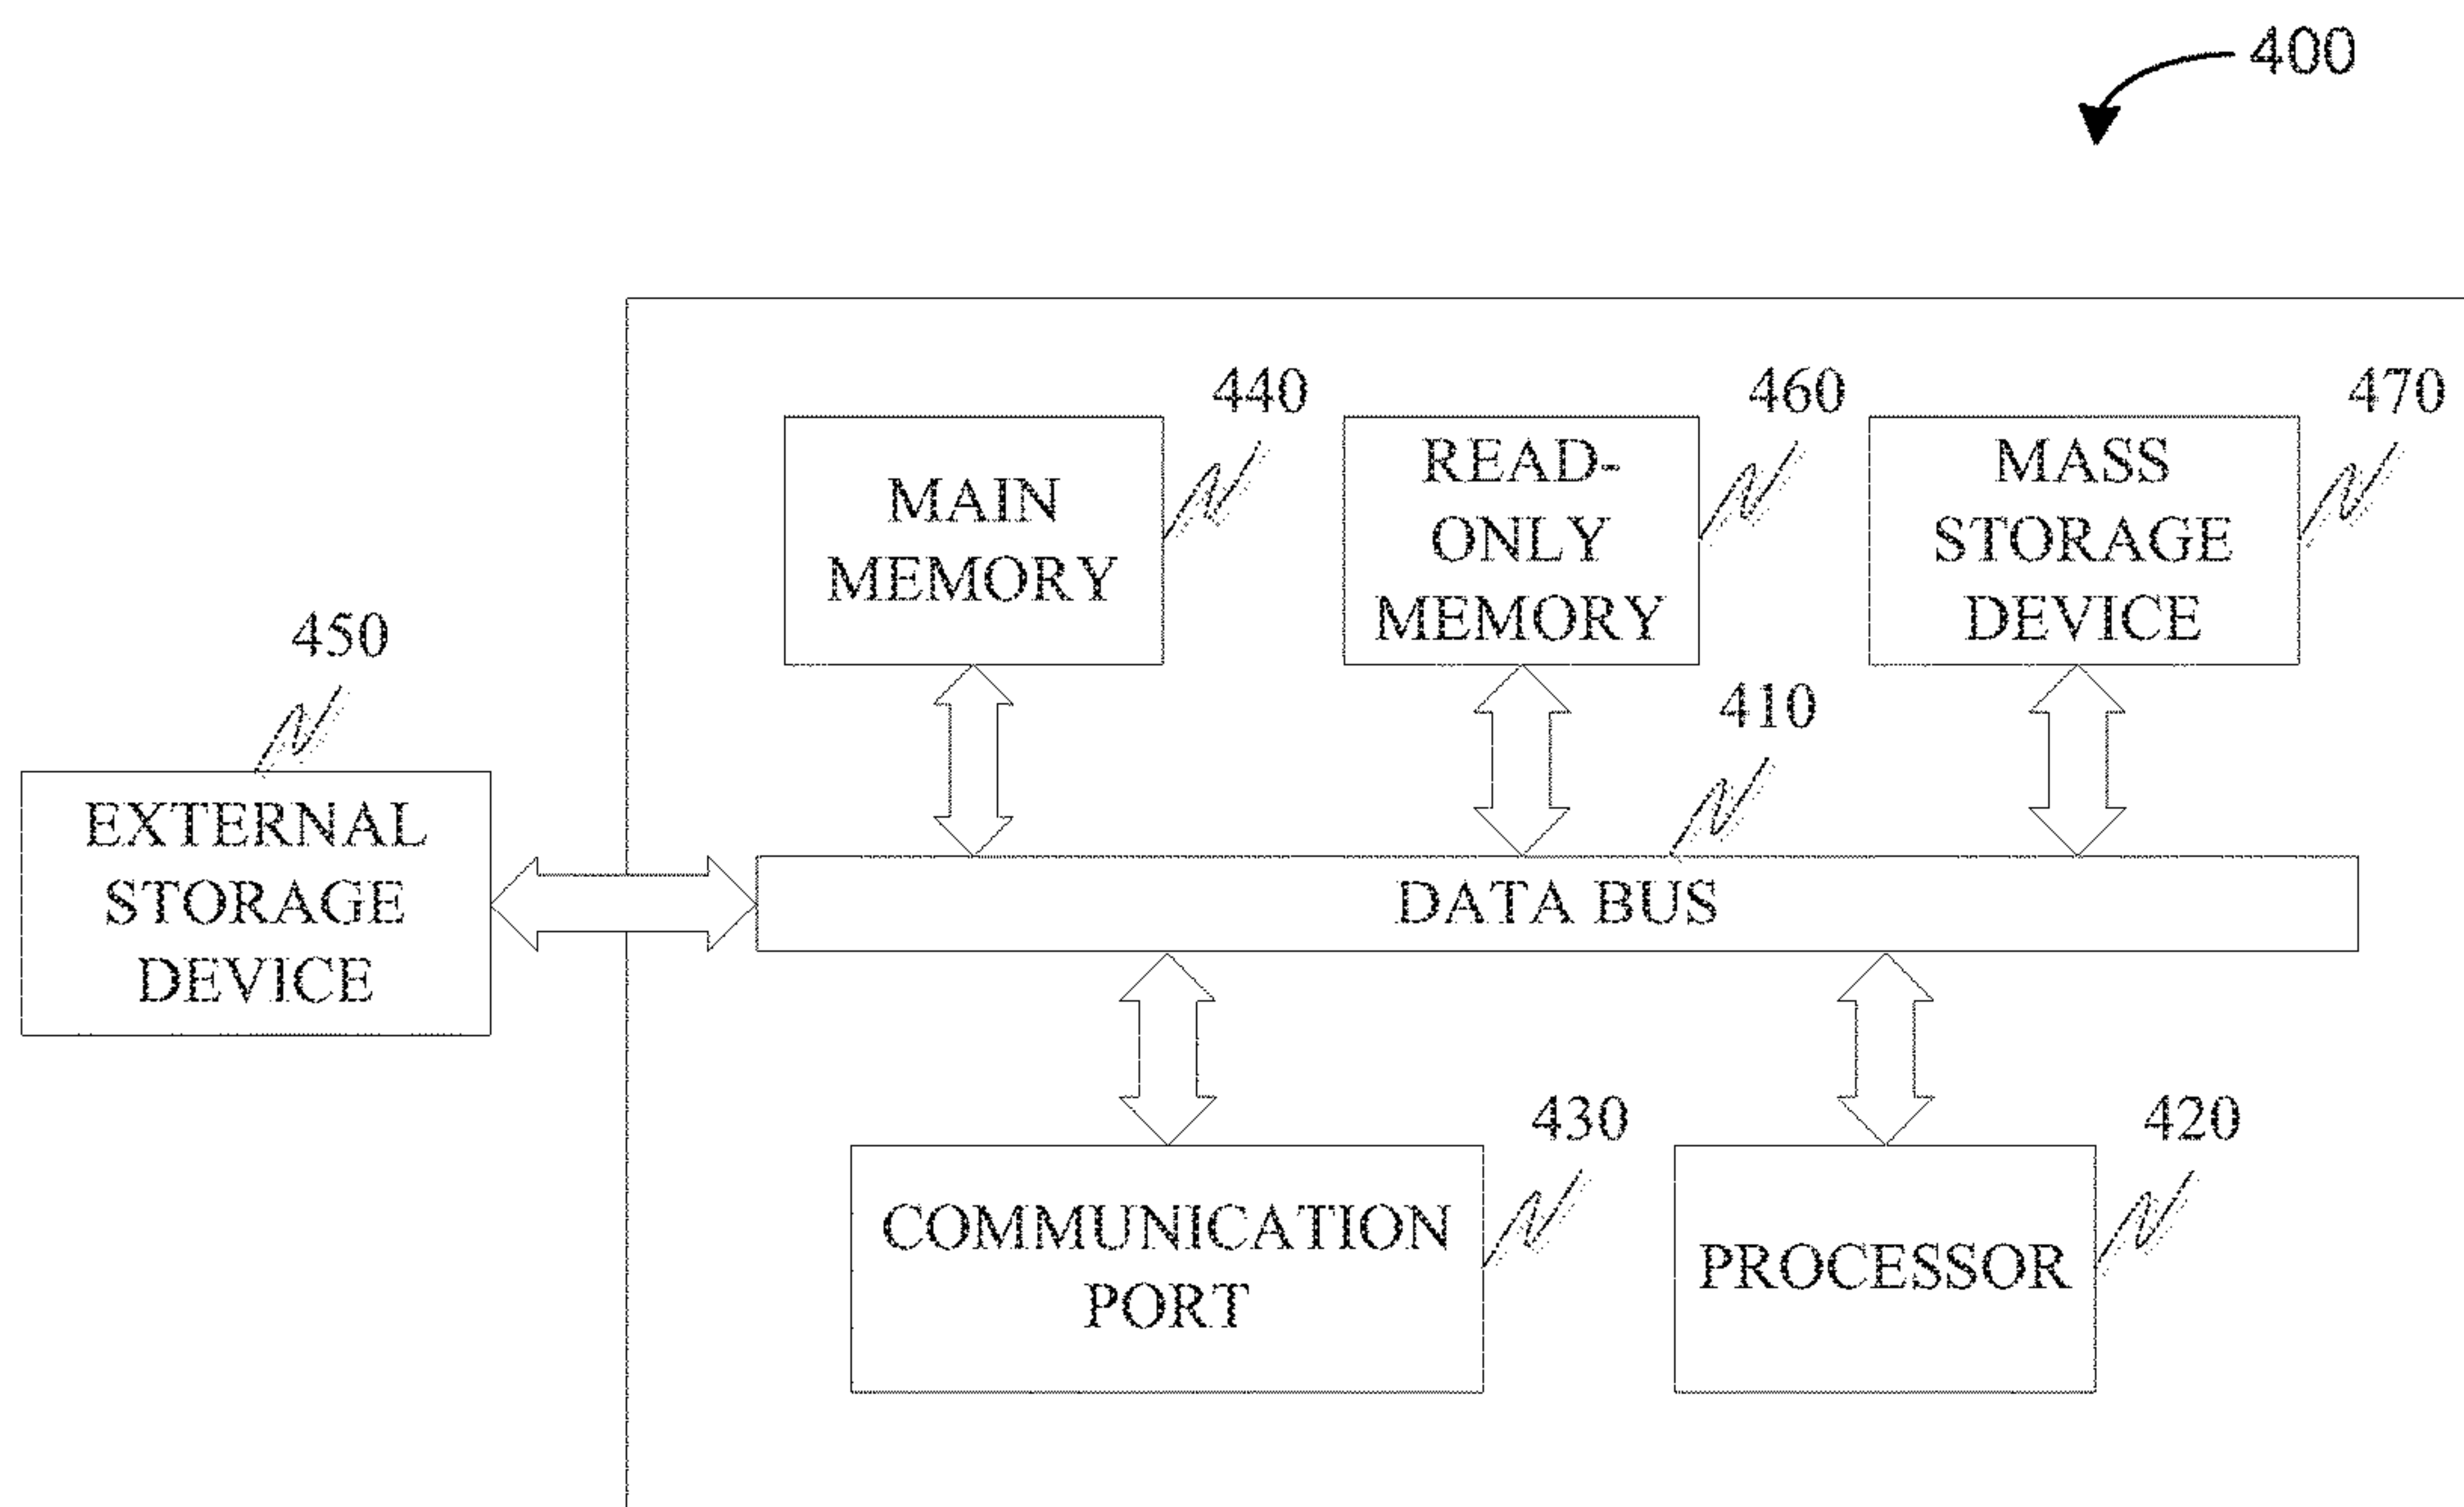 400
440
460
470
MAIN
MEMORY
READ-
ONLY
MEMORY
MASS
STORAGE
DEVICE
450
410
EXTERNAL
STORAGE
DEVICE
DATA BUS
430
420
COMMUNICATION
PORT
PROCESSOR